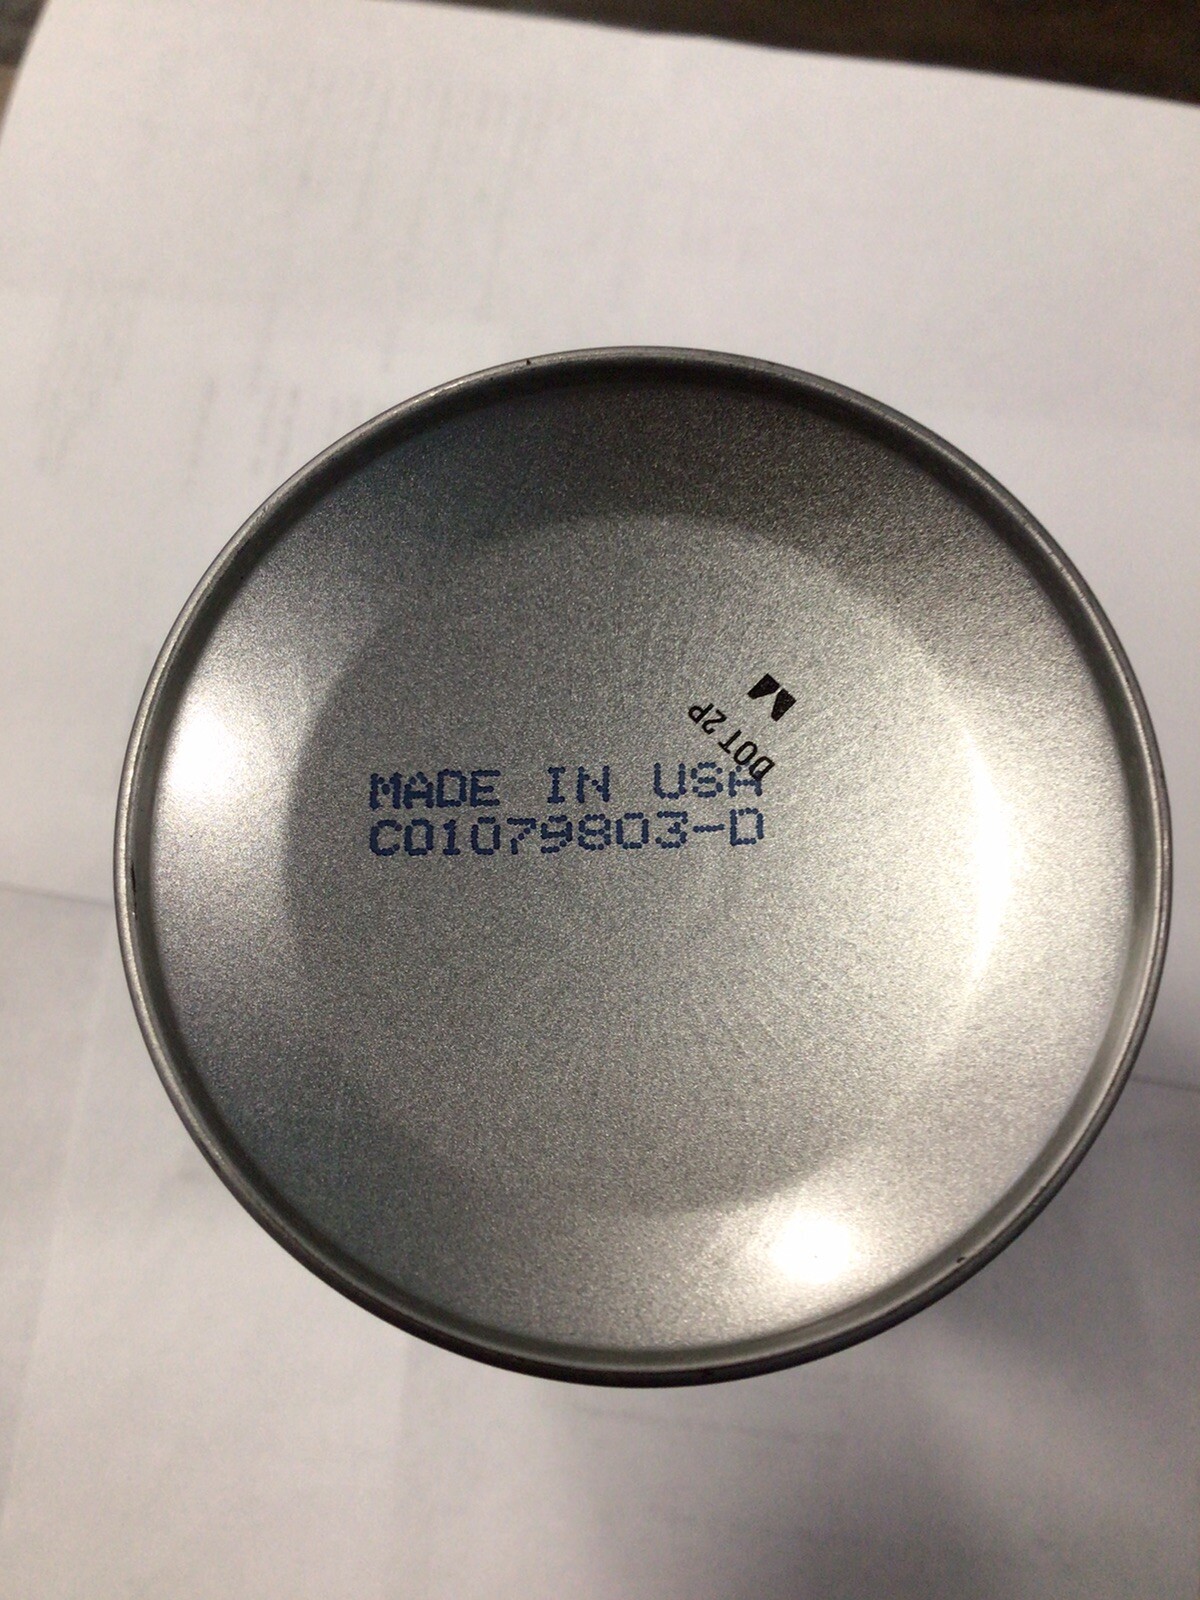 DOT 2P
MADE IN USA
C01079803-D